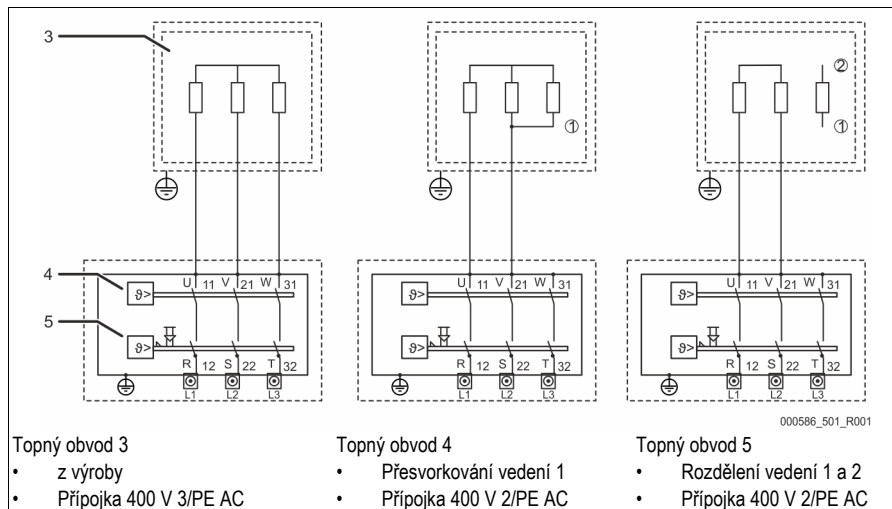 3
② ①
①
4
5
U 11 V 21 W 31
ϑ>
ϑ>
R 12 S 22 T 32
L1 L2 L3
U 11 V 21 W 31
ϑ>
ϑ>
R 12 S 22 T 32
L1 L2 L3
U 11 V 21 W 31
ϑ>
ϑ>
R 12 S 22 T 32
L1 L2 L3
000586_501_R001
Topný obvod 3
• z výroby
• Přípojka 400 V 3/PE AC
Topný obvod 4
• Přesvorkování vedení 1
• Přípojka 400 V 2/PE AC
Topný obvod 5
• Rozdělení vedení 1 a 2
• Přípojka 400 V 2/PE AC